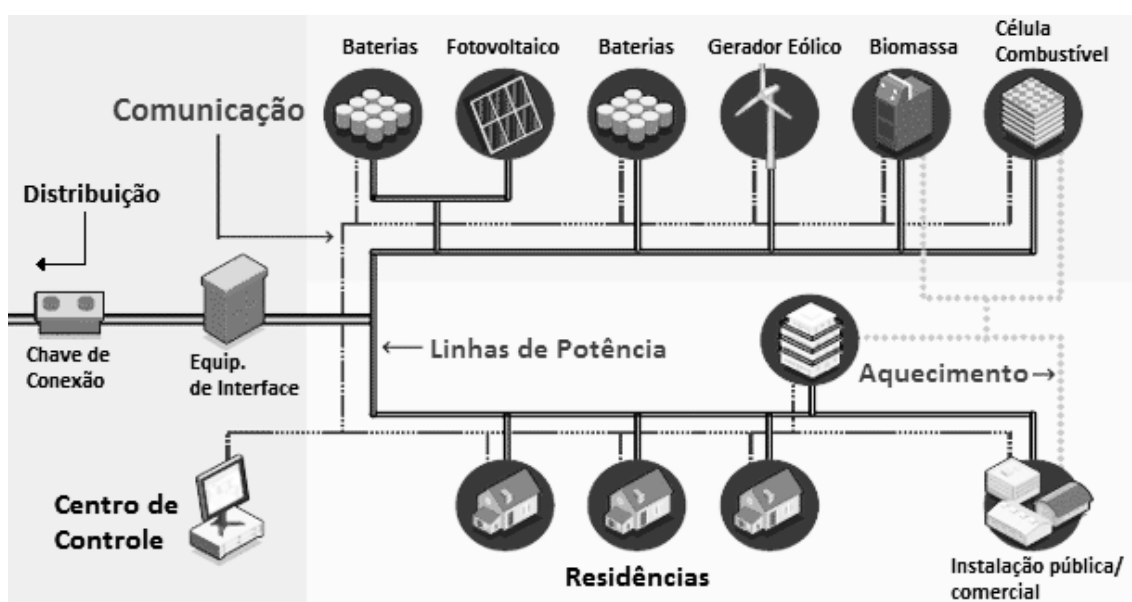 Baterias
Fotovoltaico
Baterias
Gerador Eólico
Biomassa
Célula
Combustível
Comunicação
Distribuição
Chave de
Conexão
Equip.
de Interface
Linhas de Potência
Aquecimento
Centro de
Controle
Residências
Instalação pública/
comercial